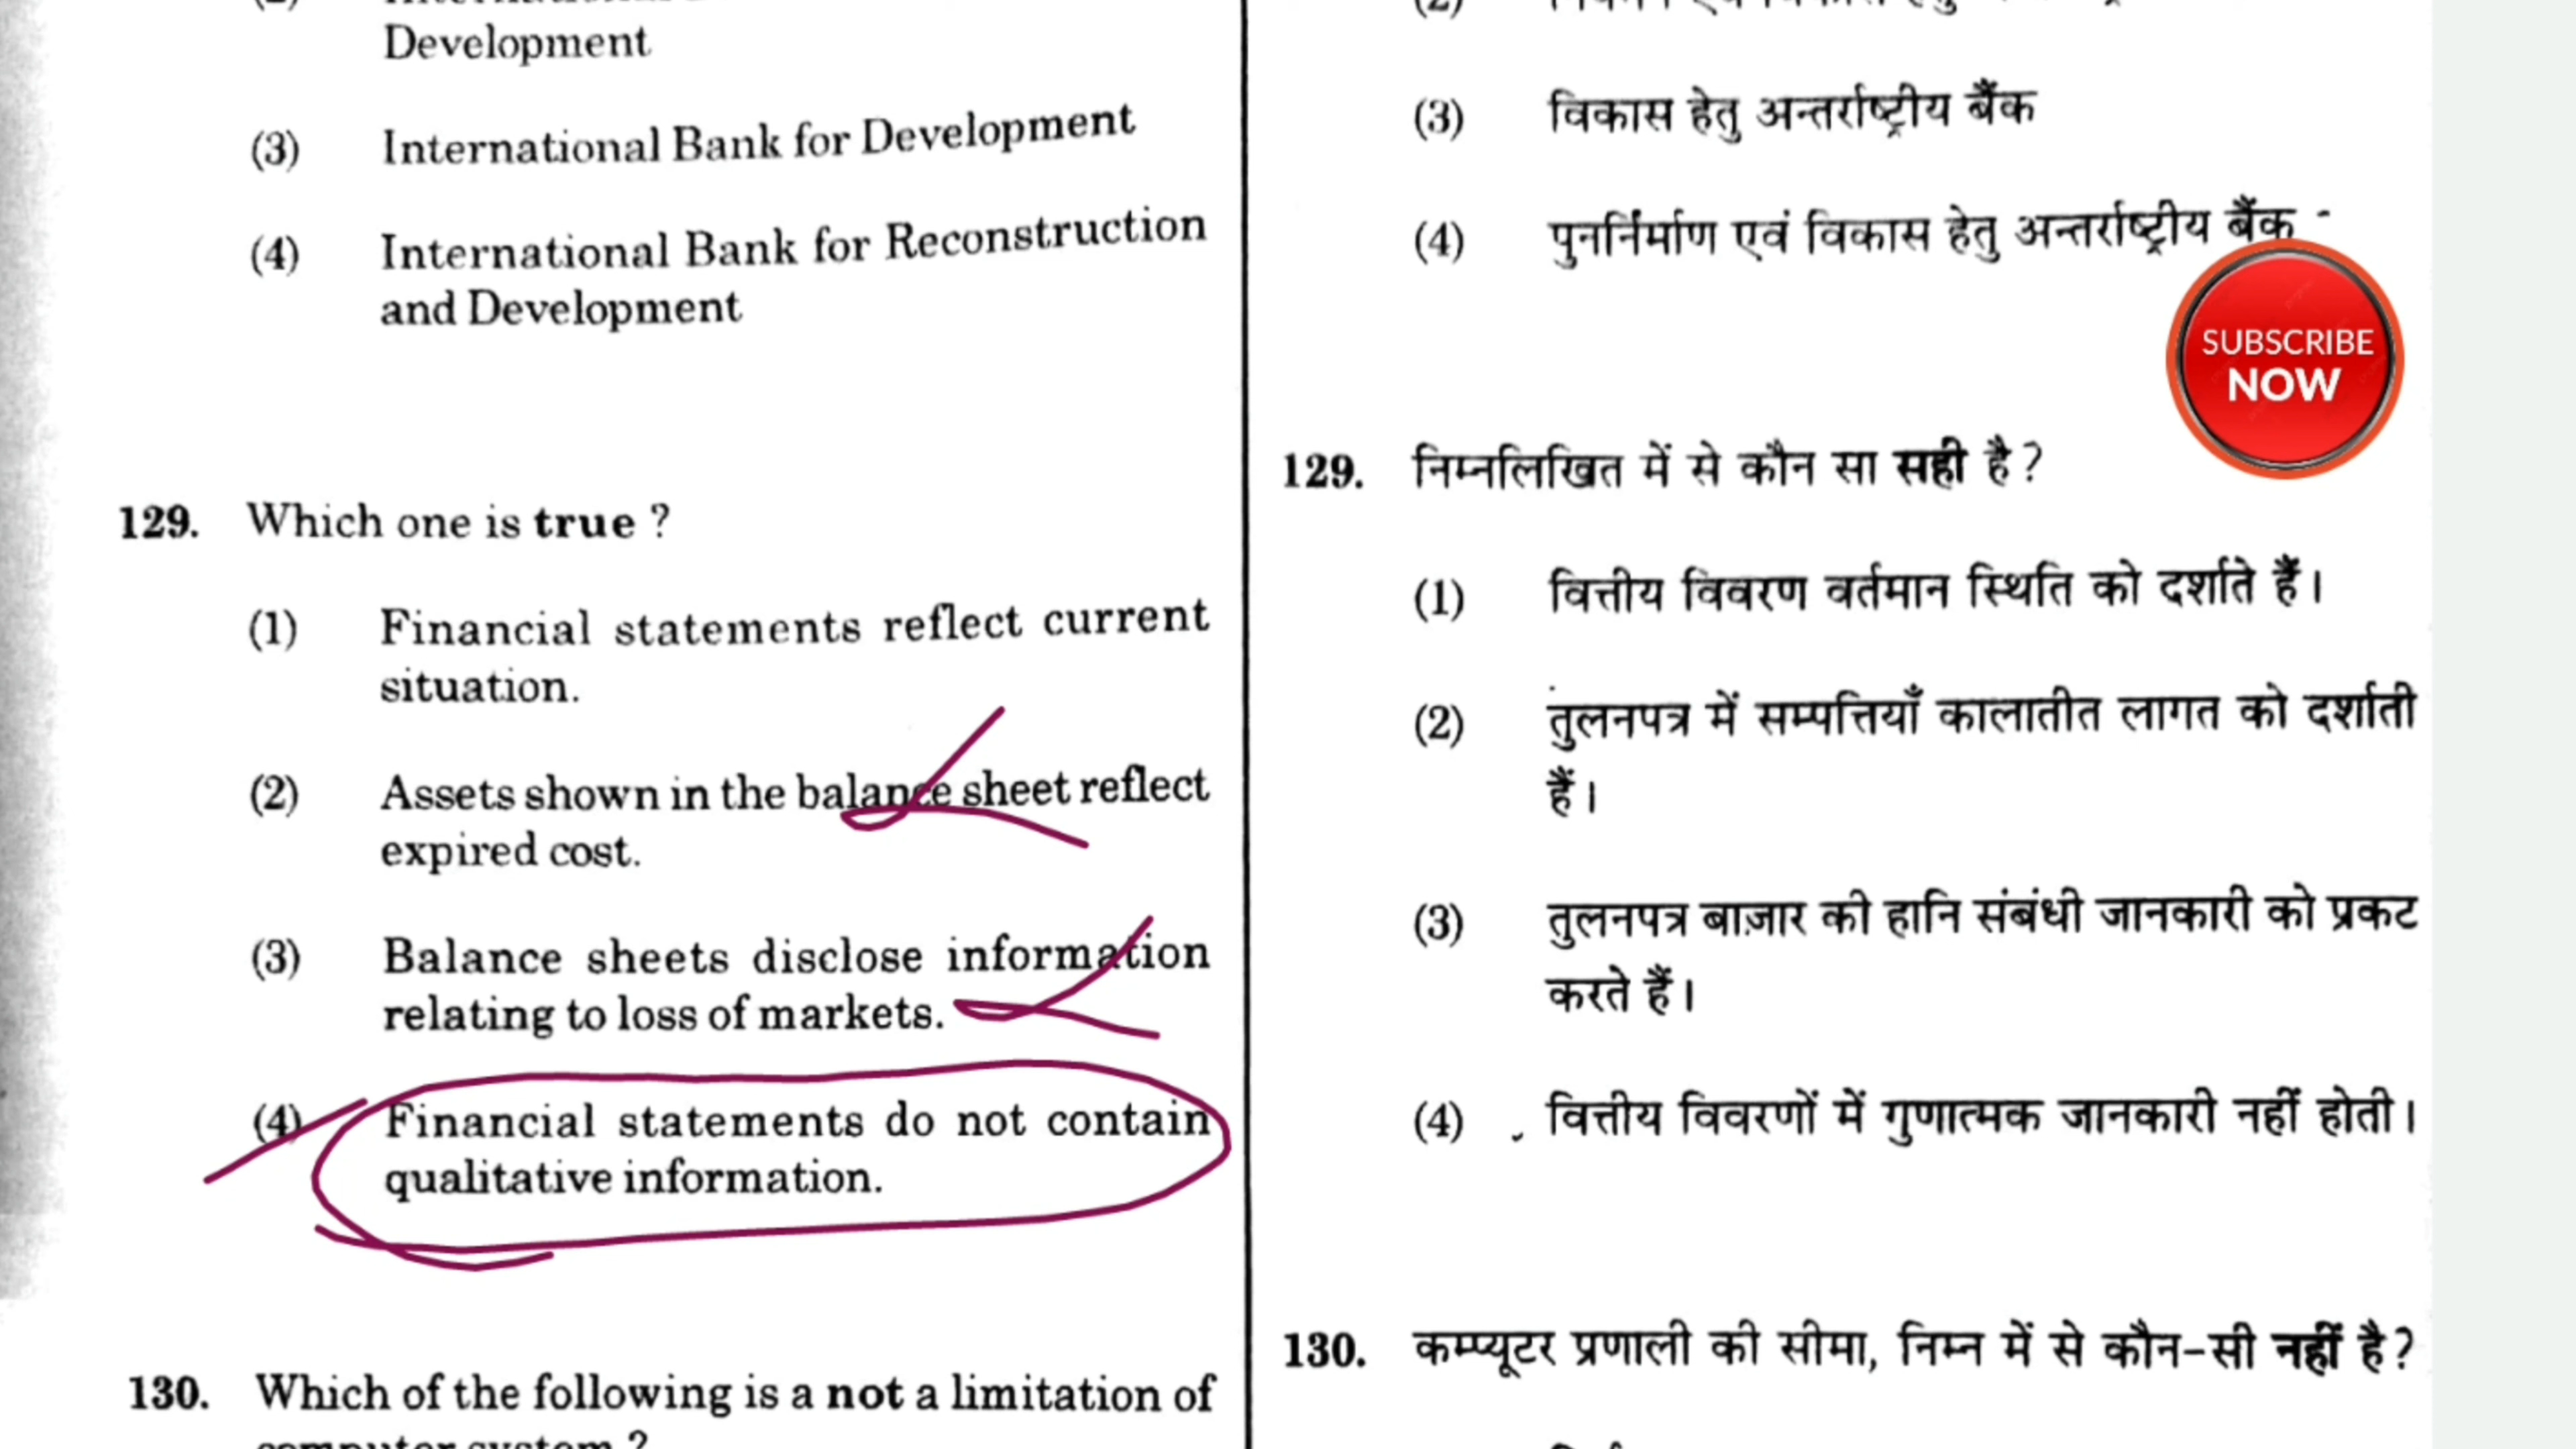 Development
(3) International Bank for Development
(4) International Bank for Reconstruction
and Development
129. Which one is true ?
(1) Financial statements reflect current
situation.
(2) Assets shown in the balance sheet reflect
expired cost.
(3) Balance sheets disclose information
relating to loss of markets.
(4) Financial statements do not contain
qualitative information.
130. Which of the following is a not a limitation of
computer system ?
(3) विकास हेतु अन्तर्राष्ट्रीय बैंक
(4) पुनर्निर्माण एवं विकास हेतु अन्तर्राष्ट्रीय बैंक -
SUBSCRIBE
NOW
129. निम्नलिखित में से कौन सा सही है ?
(1) वित्तीय विवरण वर्तमान स्थिति को दर्शाते हैं।
(2) तुलनपत्र में सम्पत्तियाँ कालातीत लागत को दर्शाती
हैं।
(3) तुलनपत्र बाज़ार की हानि संबंधी जानकारी को प्रकट
करते हैं।
(4) वित्तीय विवरणों में गुणात्मक जानकारी नहीं होती।
130. कम्प्यूटर प्रणाली की सीमा, निम्न में से कौन-सी नहीं है ?